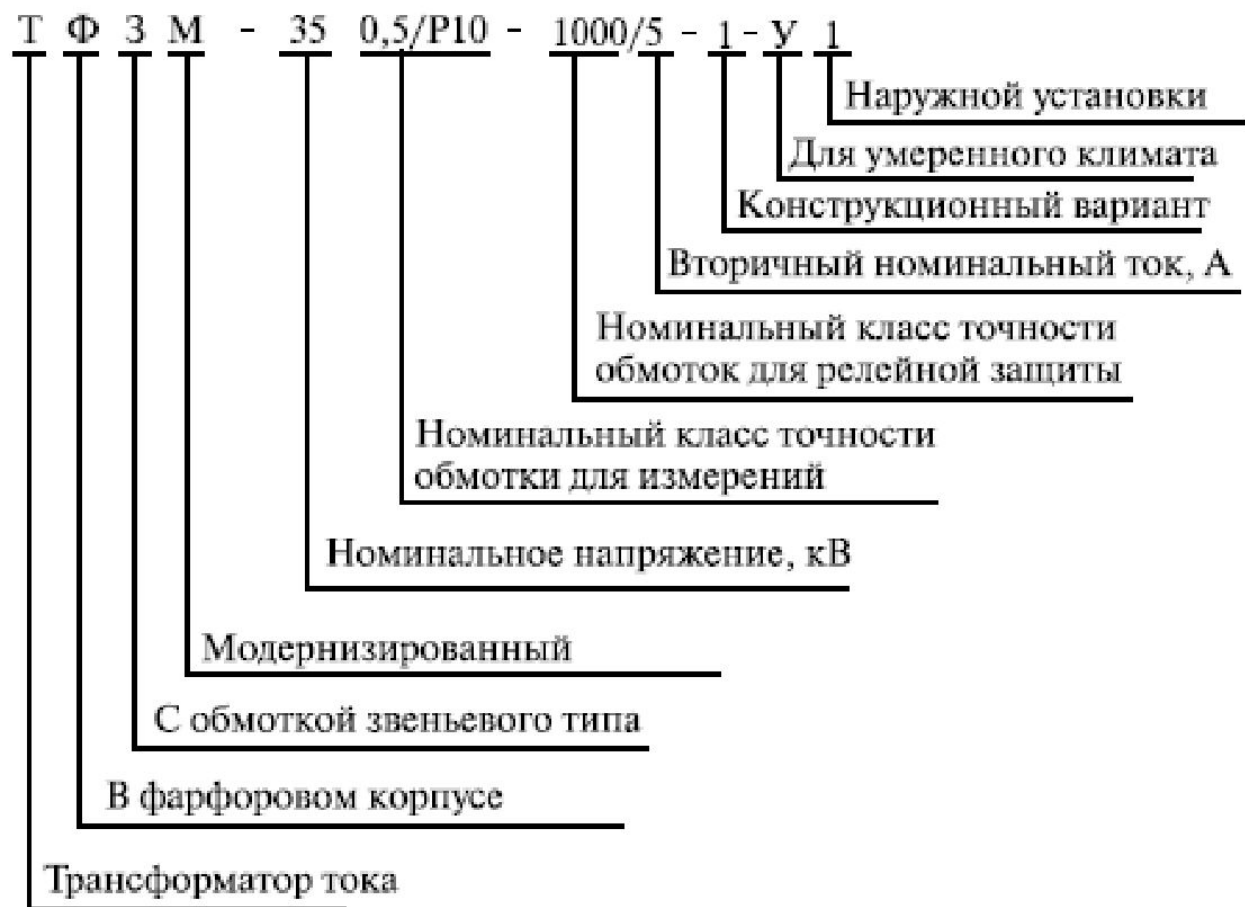 Т Ф З М - 35 0,5/Р10 - 1000/5 - 1 - У 1
Наружной установки
Для умеренного климата
Конструкционный вариант
Вторичный номинальный ток, А
Номинальный класс точности
обмоток для релейной защиты
Номинальный класс точности
обмотки для измерений
Номинальное напряжение, кВ
Модернизированный
С обмоткой звеньевого типа
В фарфоровом корпусе
Трансформатор тока